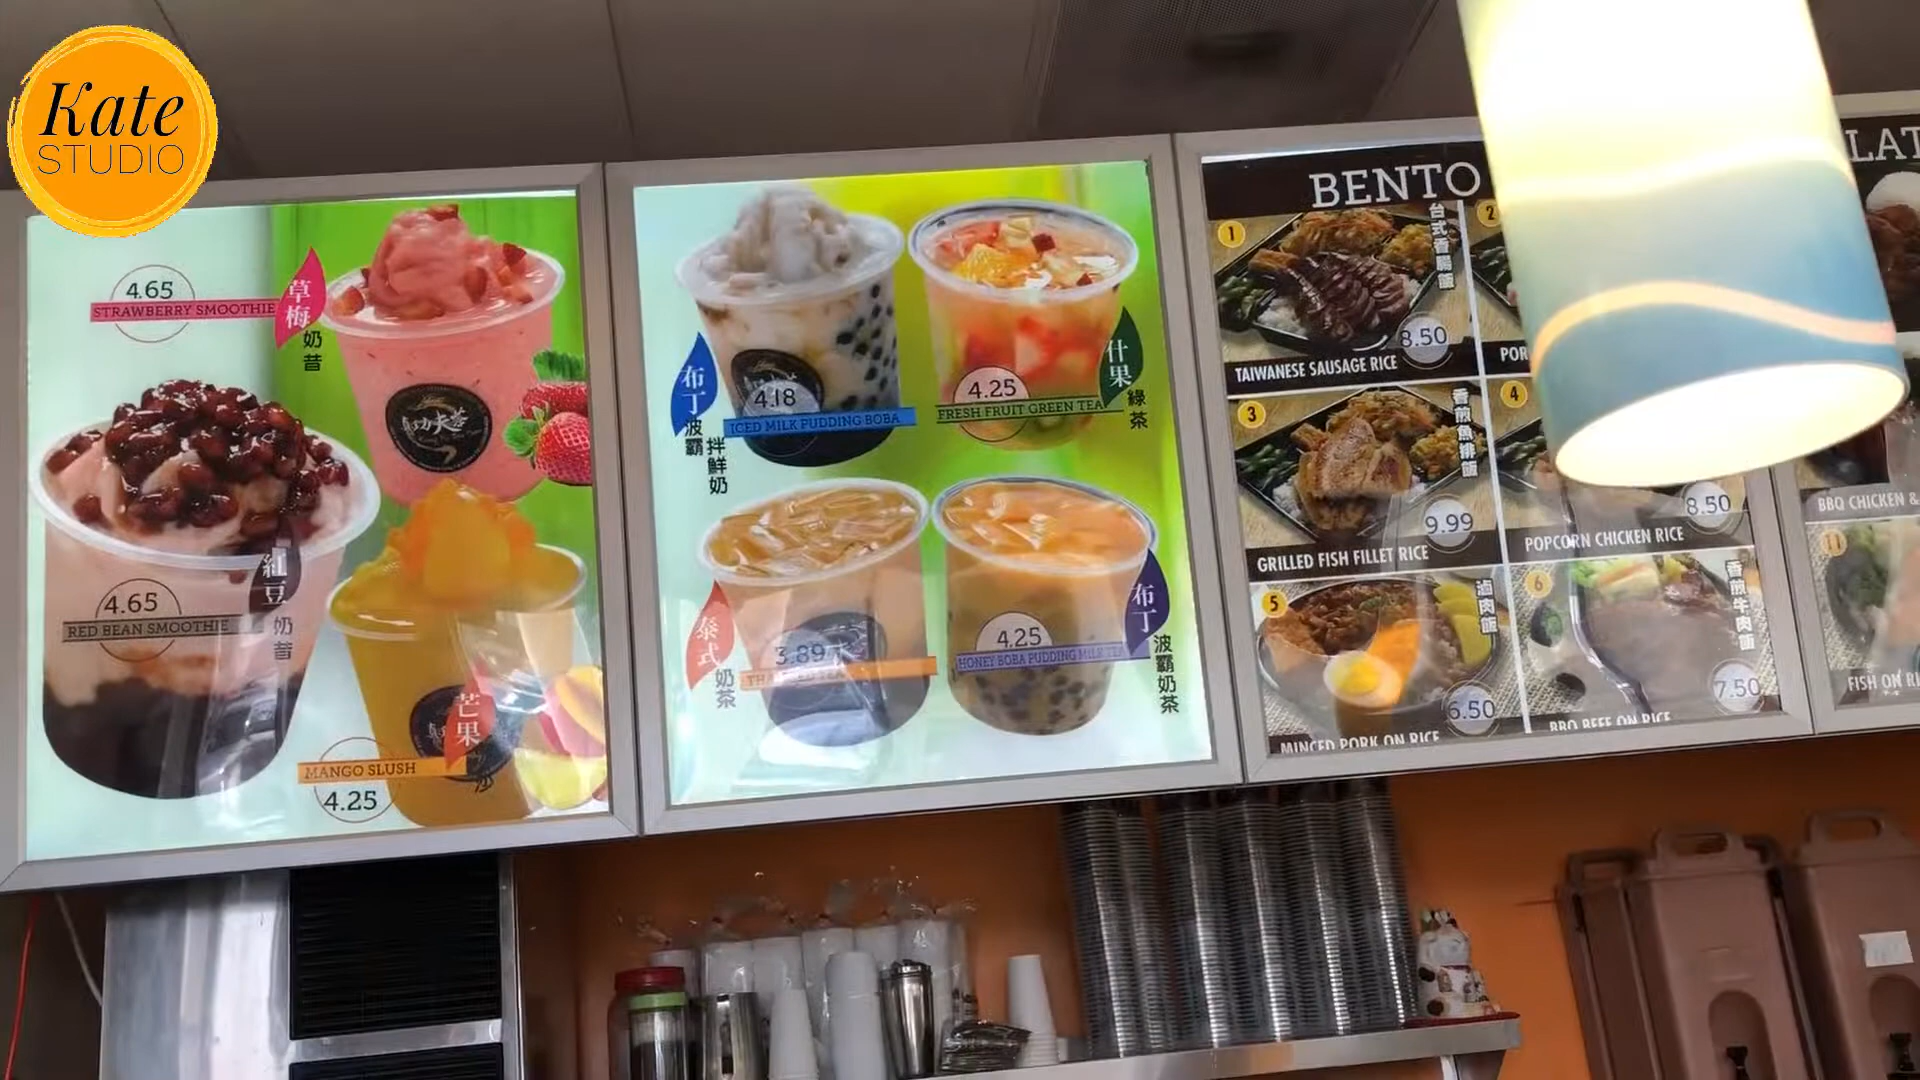 Kate
STUDIO
4.65
STRAWBERRY SMOOTHIE
草梅
奶昔
4.65
RED BEAN SMOOTHIE
紅豆
奶昔
MANGO SLUSH
4.25
芒果
4.18
ICED MILK PUDDING BOBA
布丁
波霸
拌鮮奶
4.25
FRESH FRUIT GREEN TEA
什果
綠茶
3.89
泰式
奶茶
4.25
HONEY BOBA PUDDING MILK TEA
布丁
波霸奶茶
BENTO
1
台式香腸飯
8.50
TAIWANESE SAUSAGE RICE
2
3
香煎魚排飯
9.99
GRILLED FISH FILLET RICE
4
8.50
POPCORN CHICKEN RICE
5
滷肉飯
6.50
MINCED PORK ON RICE
6
香煎牛肉飯
7.50
BBQ BEEF ON RICE
BBQ CHICKEN &
11
FISH ON